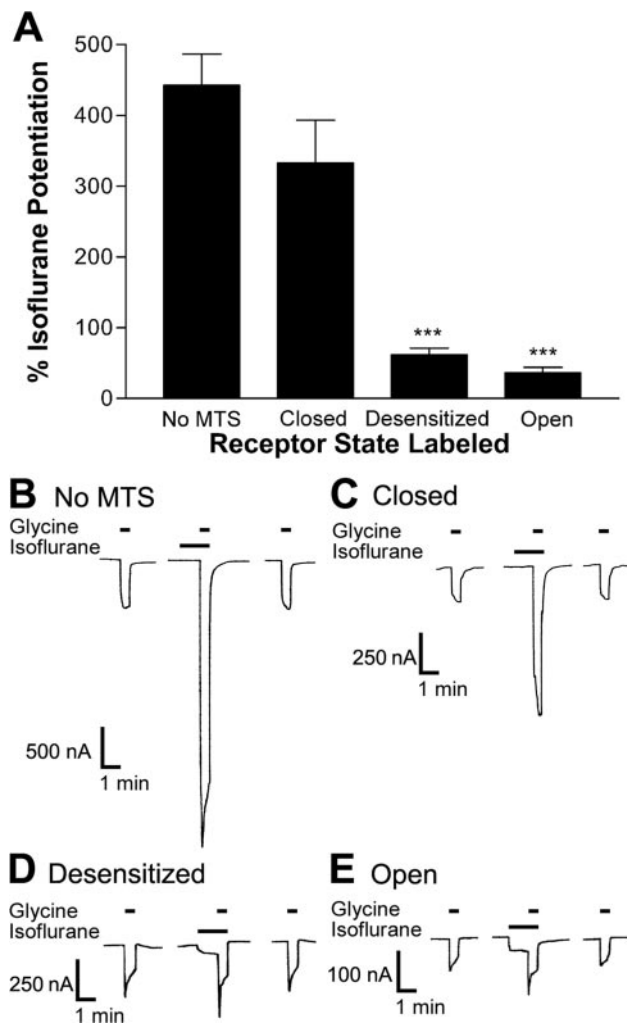 A
% Isoflurane Potentiation
500
400
300
200
100
0
*** ***
No MTS Closed Desensitized Open
Receptor State Labeled
B No MTS
Glycine
Isoflurane
500 nA
1 min
C Closed
Glycine
Isoflurane
250 nA
1 min
D Desensitized
Glycine
Isoflurane
250 nA
1 min
E Open
Glycine
Isoflurane
100 nA
1 min